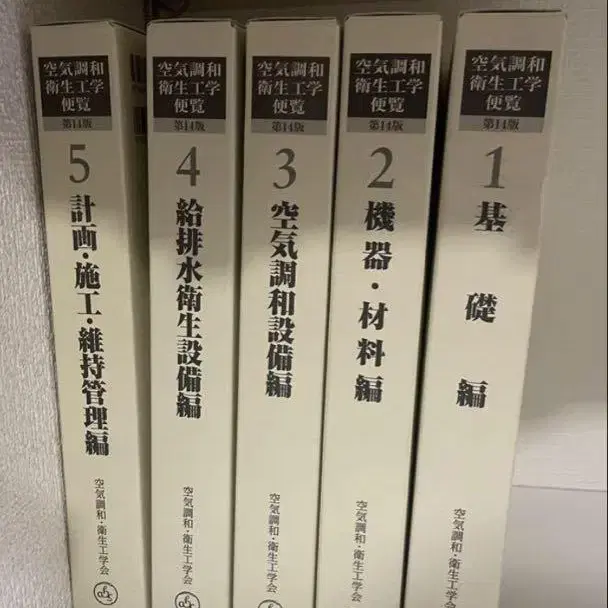 空気調和
衛生工学
便覧
第14版
5
計画・施工・維持管理編
空気調和・衛生工学会
空気調和
衛生工学
便覧
第14版
4
給排水衛生設備編
空気調和・衛生工学会
空気調和
衛生工学
便覧
第14版
3
空気調和設備編
空気調和・衛生工学会
空気調和
衛生工学
便覧
第14版
2
機器・材料編
空気調和・衛生工学会
空気調和
衛生工学
便覧
第14版
1
基礎編
空気調和・衛生工学会